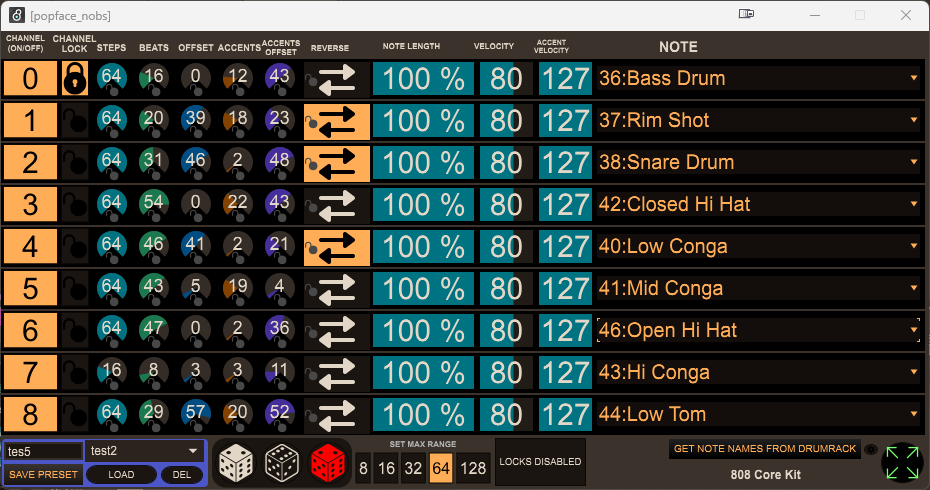 [popface_nobs]
CHANNEL (ON/OFF) CHANNEL LOCK STEPS BEATS OFFSET ACCENTS ACCENTS OFFSET REVERSE NOTE LENGTH VELOCITY ACCENT VELOCITY NOTE
0 64 16 0 12 43 100 % 80 127 36:Bass Drum
1 64 20 39 18 23 100 % 80 127 37:Rim Shot
2 64 31 46 2 48 100 % 80 127 38:Snare Drum
3 64 54 0 22 43 100 % 80 127 42:Closed Hi Hat
4 64 46 41 2 21 100 % 80 127 40:Low Conga
5 64 43 5 19 4 100 % 80 127 41:Mid Conga
6 64 47 0 2 36 100 % 80 127 46:Open Hi Hat
7 16 8 3 3 11 100 % 80 127 43:Hi Conga
8 64 29 57 20 52 100 % 80 127 44:Low Tom
tes5 test2
SAVE PRESET LOAD DEL
SET MAX RANGE
8 16 32 64 128
LOCKS DISABLED
GET NOTE NAMES FROM DRUMRACK
808 Core Kit